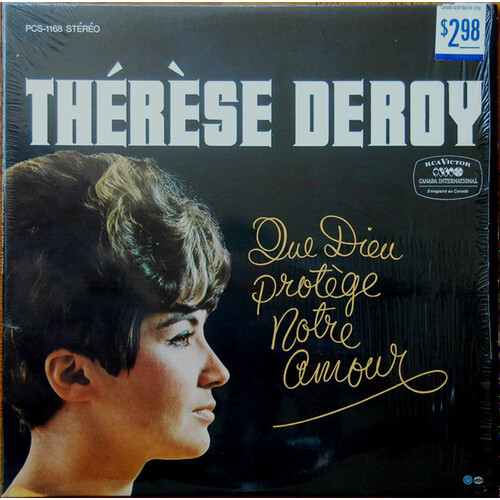 PCS-1168 STÉRÉO
$2.98
THÉRÈSE DEROY
RCA VICTOR
CANADA INTERNATIONAL
Enregistré au Canada
Que Dieu
protège
Notre
amour